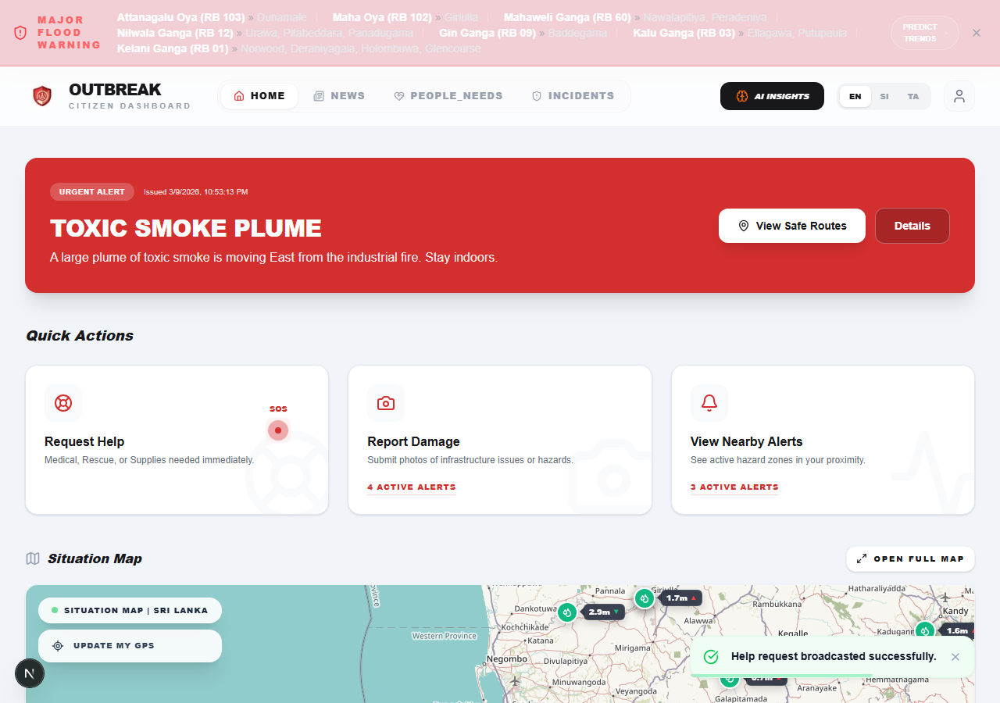 MAJOR
FLOOD
WARNING
Attanagalu Oya (RB 103) » Dunamale
Maha Oya (RB 102) » Giriulla
Mahaweli Ganga (RB 60) » Nawalapitiya, Peradeniya
Nilwala Ganga (RB 12) » Urawa, Pitabeddara, Panadugama
Gin Ganga (RB 09) » Baddegama
Kalu Ganga (RB 03) » Ellagawa, Putupaula
Kelani Ganga (RB 01) » Norwood, Deraniyagala, Holombuwa, Glencourse
PREDICT
TRENDS
OUTBREAK
CITIZEN DASHBOARD
HOME
NEWS
PEOPLE_NEEDS
INCIDENTS
AI INSIGHTS
EN
SI
TA
URGENT ALERT
Issued 3/9/2026, 10:53:13 PM
TOXIC SMOKE PLUME
A large plume of toxic smoke is moving East from the industrial fire. Stay indoors.
View Safe Routes
Details
Quick Actions
SOS
Request Help
Medical, Rescue, or Supplies needed immediately.
Report Damage
Submit photos of infrastructure issues or hazards.
4 ACTIVE ALERTS
View Nearby Alerts
See active hazard zones in your proximity.
3 ACTIVE ALERTS
Situation Map
OPEN FULL MAP
SITUATION MAP | SRI LANKA
UPDATE MY GPS
N
Pannala
Giriulla
1.7m
Hatharaliyadda
Dankotuwa
2.9m
Rambukkana
Kandy
Kochchikade
Alawwa
Western Province
Katana
Kegalle
1.6m
Mirigama
Negombo
Divulapitiya
Help request broadcasted successfully.
Minuwangoda
Hemmathagama
Veyangoda
Aranayake
Galapitamada